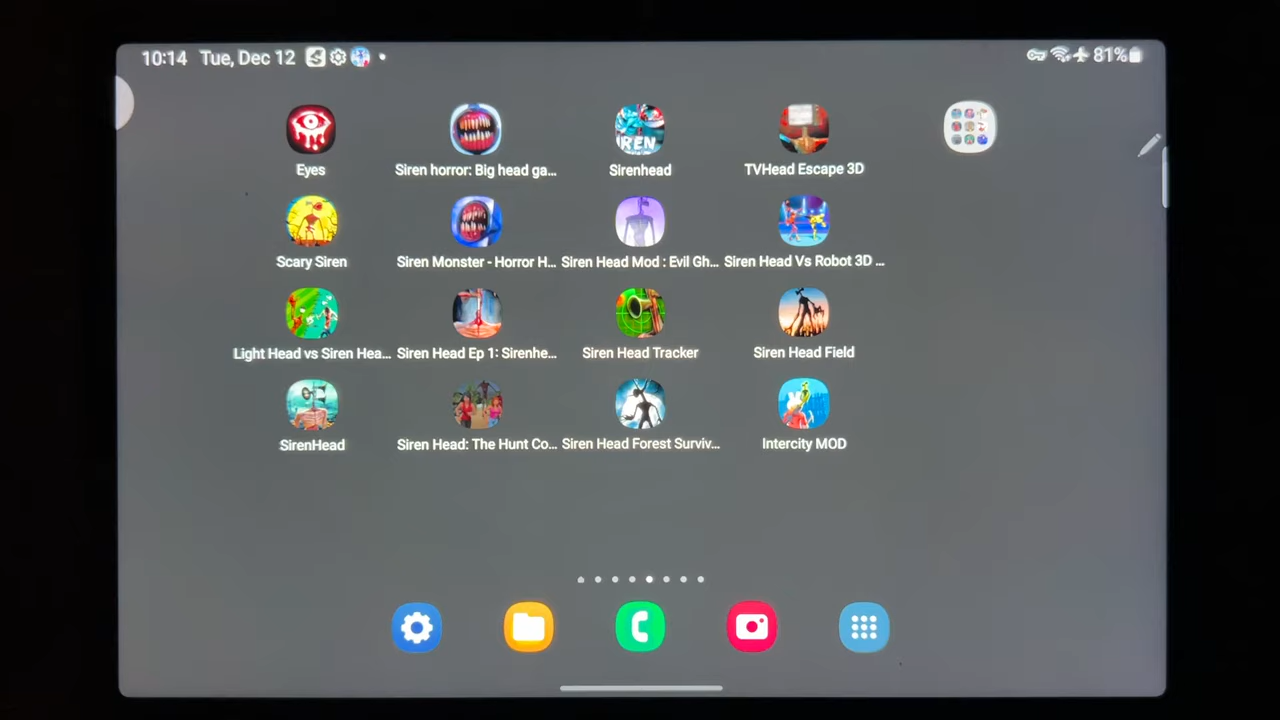 10:14 Tue, Dec 12
81%
Eyes
Siren horror: Big head ga...
Sirenhead
TVHead Escape 3D
IREN
Scary Siren
Siren Monster - Horror H...
Siren Head Mod : Evil Gh...
Siren Head Vs Robot 3D ...
Light Head vs Siren Hea...
Siren Head Ep 1: Sirenhe...
Siren Head Tracker
Siren Head Field
SirenHead
Siren Head: The Hunt Co...
Siren Head Forest Surviv...
Intercity MOD